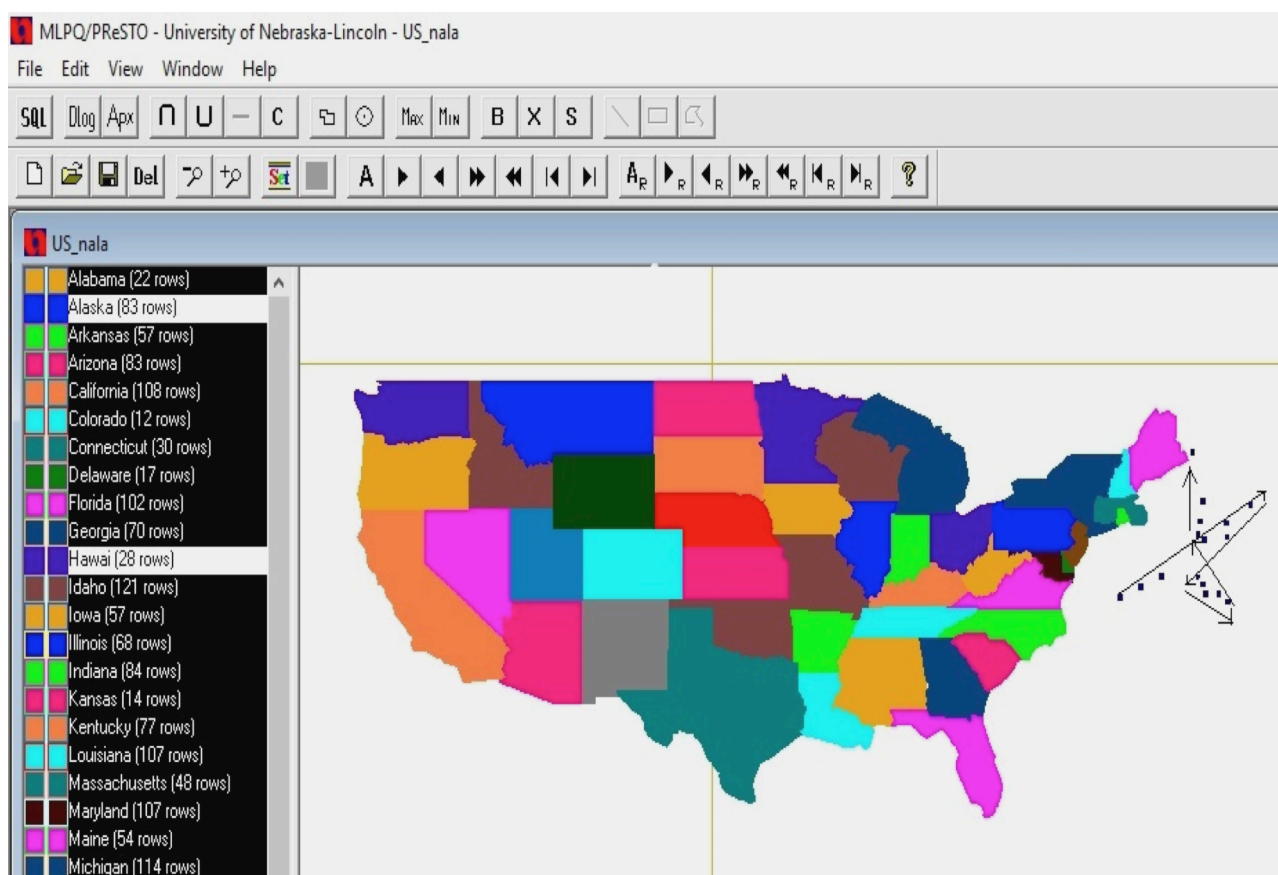 MLPQ/PReSTO - University of Nebraska-Lincoln - US_nala
File Edit View Window Help
SQL Dlog Apx ∩ U — C Max Min B X S
Del Set A A R R R R R R R ?
US_nala
Alabama (22 rows)
Alaska (83 rows)
Arkansas (57 rows)
Arizona (83 rows)
California (108 rows)
Colorado (12 rows)
Connecticut (30 rows)
Delaware (17 rows)
Florida (102 rows)
Georgia (70 rows)
Hawai (28 rows)
Idaho (121 rows)
Iowa (57 rows)
Illinois (68 rows)
Indiana (84 rows)
Kansas (14 rows)
Kentucky (77 rows)
Louisiana (107 rows)
Massachusetts (48 rows)
Maryland (107 rows)
Maine (54 rows)
Michigan (114 rows)